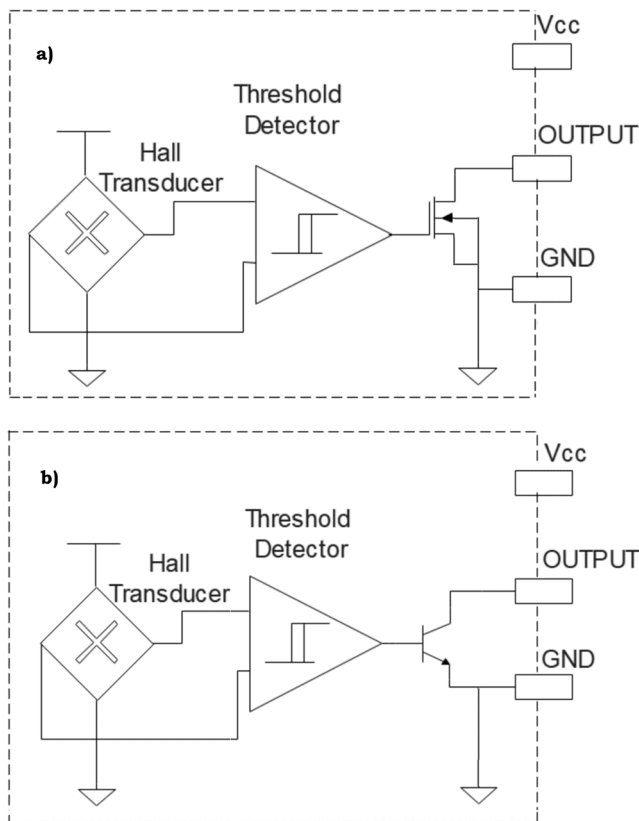 a)
Vcc
Threshold
Detector
OUTPUT
Hall
Transducer
GND
b)
Vcc
Threshold
Detector
OUTPUT
Hall
Transducer
GND